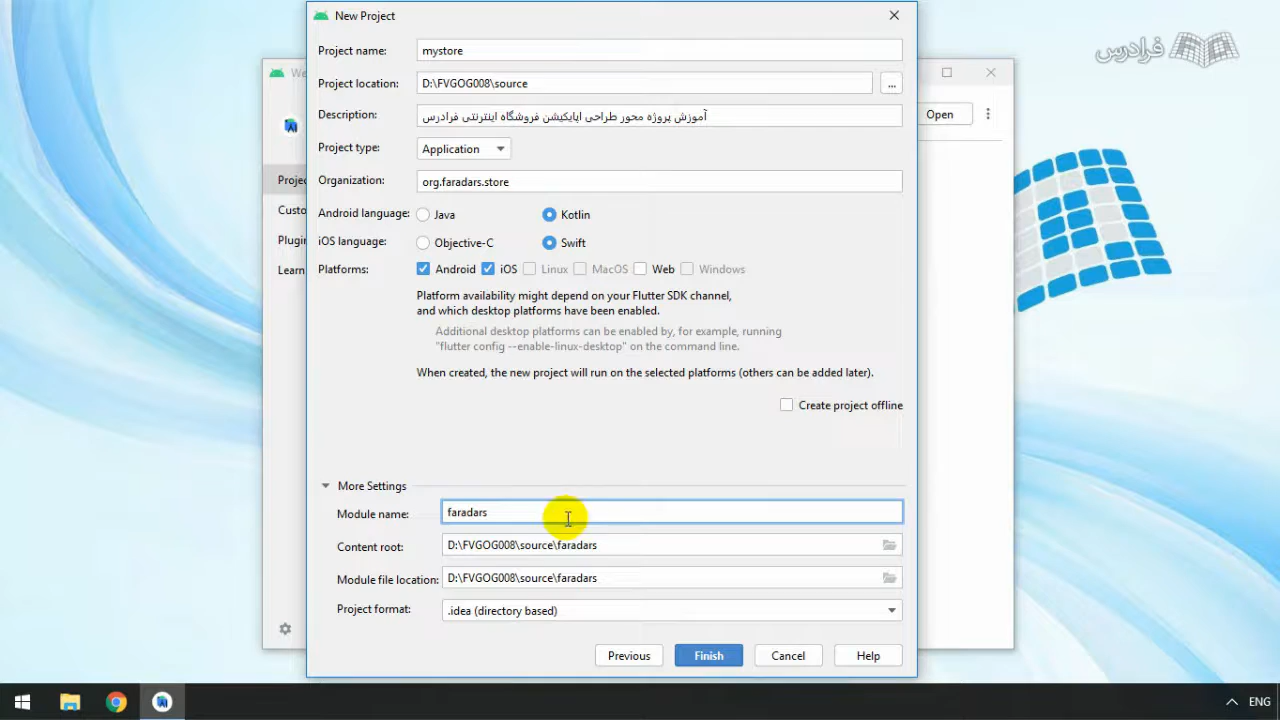 New Project
فرادرس
Project name:
mystore
Project location:
D:\FVGOG008\source
...
Description:
آموزش پروژه محور طراحی اپلیکیشن فروشگاه اینترنتی فرادرس
Open
Project type:
Application
Organization:
org.faradars.store
Android language:
Java
Kotlin
iOS language:
Objective-C
Swift
Platforms:
Android
iOS
Linux
MacOS
Web
Windows
Platform availability might depend on your Flutter SDK channel,
and which desktop platforms have been enabled.
Additional desktop platforms can be enabled by, for example, running
"flutter config --enable-linux-desktop" on the command line.
When created, the new project will run on the selected platforms (others can be added later).
Create project offline
We
Projec
Custo
Plugin
Learn
More Settings
Module name:
faradars
Content root:
D:\FVGOG008\source\faradars
Module file location:
D:\FVGOG008\source\faradars
Project format:
.idea (directory based)
Previous
Finish
Cancel
Help
ENG